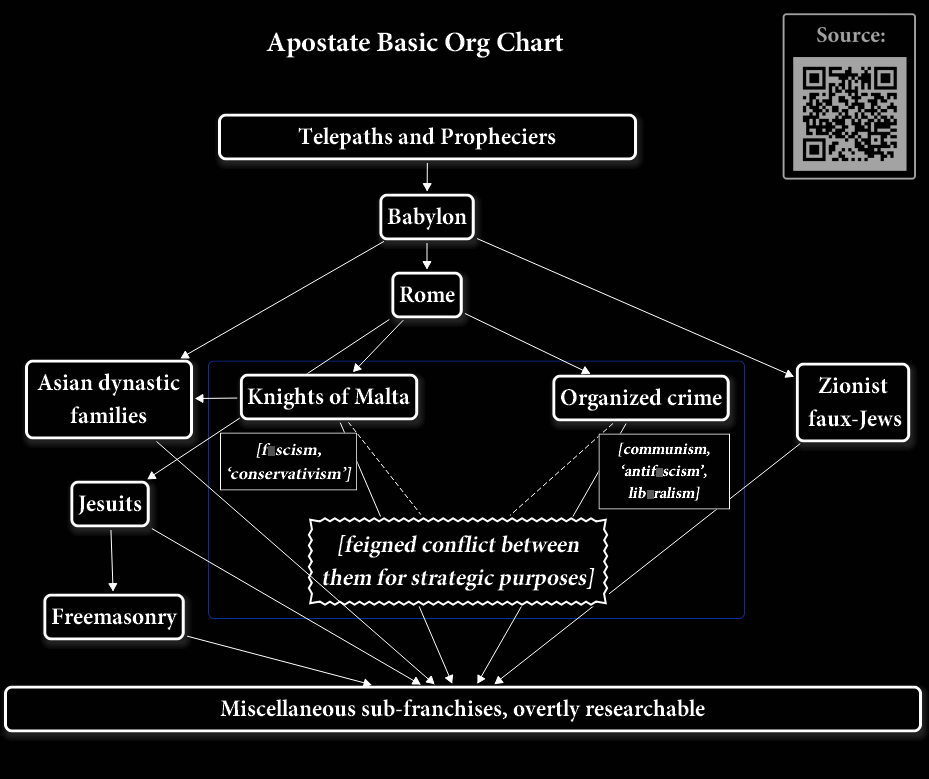 Apostate Basic Org Chart
Source:
Telepaths and Propheciers
Babylon
Rome
Asian dynastic
families
Knights of Malta
Organized crime
Zionist
faux-Jews
[f▒scism,
‘conservativism’]
[communism,
‘antif▒scism’,
lib▒ralism]
Jesuits
[feigned conflict between
them for strategic purposes]
Freemasonry
Miscellaneous sub-franchises, overtly researchable